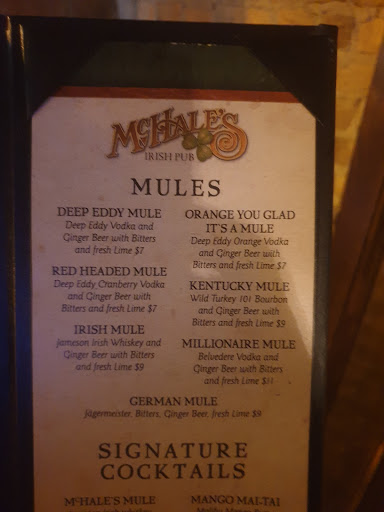 McHALE'S
IRISH PUB
MULES
DEEP EDDY MULE
Deep Eddy Vodka and
Ginger Beer with Bitters
and fresh Lime $7
RED HEADED MULE
Deep Eddy Cranberry Vodka
and Ginger Beer with
Bitters and fresh Lime $7
IRISH MULE
Jameson Irish Whiskey and
Ginger Beer with Bitters
and fresh Lime $9
ORANGE YOU GLAD
IT'S A MULE
Deep Eddy Orange Vodka
and Ginger Beer with
Bitters and fresh Lime $7
KENTUCKY MULE
Wild Turkey 101 Bourbon
and Ginger Beer with
Bitters and fresh Lime $9
MILLIONAIRE MULE
Belvedere Vodka and
Ginger Beer with Bitters
and fresh Lime $11
GERMAN MULE
Jägermeister, Bitters, Ginger Beer, fresh Lime $9
SIGNATURE
COCKTAILS
McHALE'S MULE
MANGO MAI-TAI